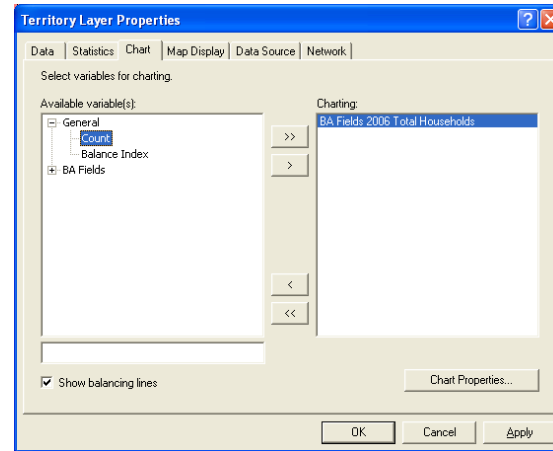 Territory Layer Properties
Data Statistics Chart Map Display Data Source Network
Select variables for charting.
Available variable(s):
General
Count
Balance Index
BA Fields
>>
>
<
<<
Charting:
BA Fields 2006 Total Households
Show balancing lines
Chart Properties...
OK Cancel Apply